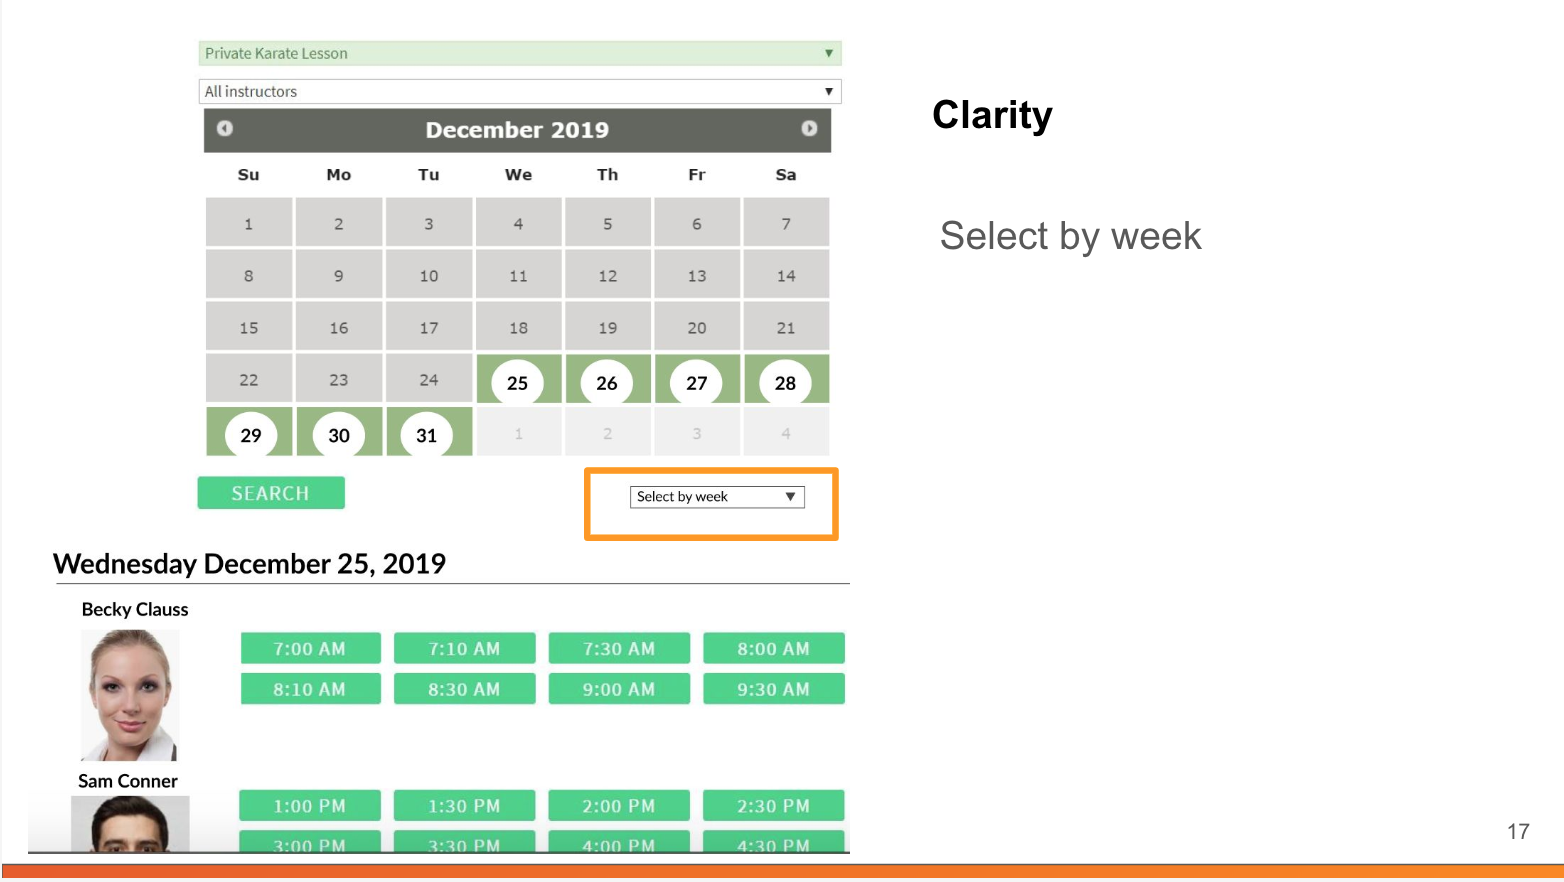 Private Karate Lesson ▼
All instructors ▼
December 2019
Su Mo Tu We Th Fr Sa
1 2 3 4 5 6 7
8 9 10 11 12 13 14
15 16 17 18 19 20 21
22 23 24 25 26 27 28
29 30 31 1 2 3 4
SEARCH
Select by week ▼
Wednesday December 25, 2019
Becky Clauss
7:00 AM 7:10 AM 7:30 AM 8:00 AM
8:10 AM 8:30 AM 9:00 AM 9:30 AM
Sam Conner
1:00 PM 1:30 PM 2:00 PM 2:30 PM
3:00 PM 3:30 PM 4:00 PM 4:30 PM
Clarity
Select by week
17